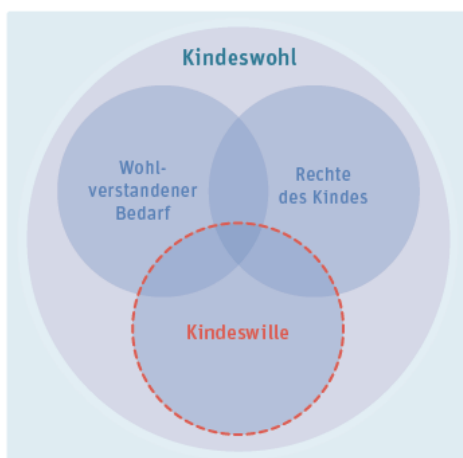 Kindeswohl
Wohl-
verstandener
Bedarf
Rechte
des Kindes
Kindeswille